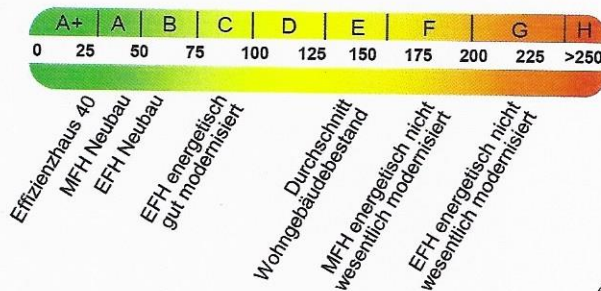 A+ A B C D E F G H
0 25 50 75 100 125 150 175 200 225 >250
Effizienzhaus 40
MFH Neubau
EFH Neubau
EFH energetisch
gut modernisiert
Durchschnitt
Wohngebäudebestand
MFH energetisch nicht
wesentlich modernisiert
EFH energetisch nicht
wesentlich modernisiert